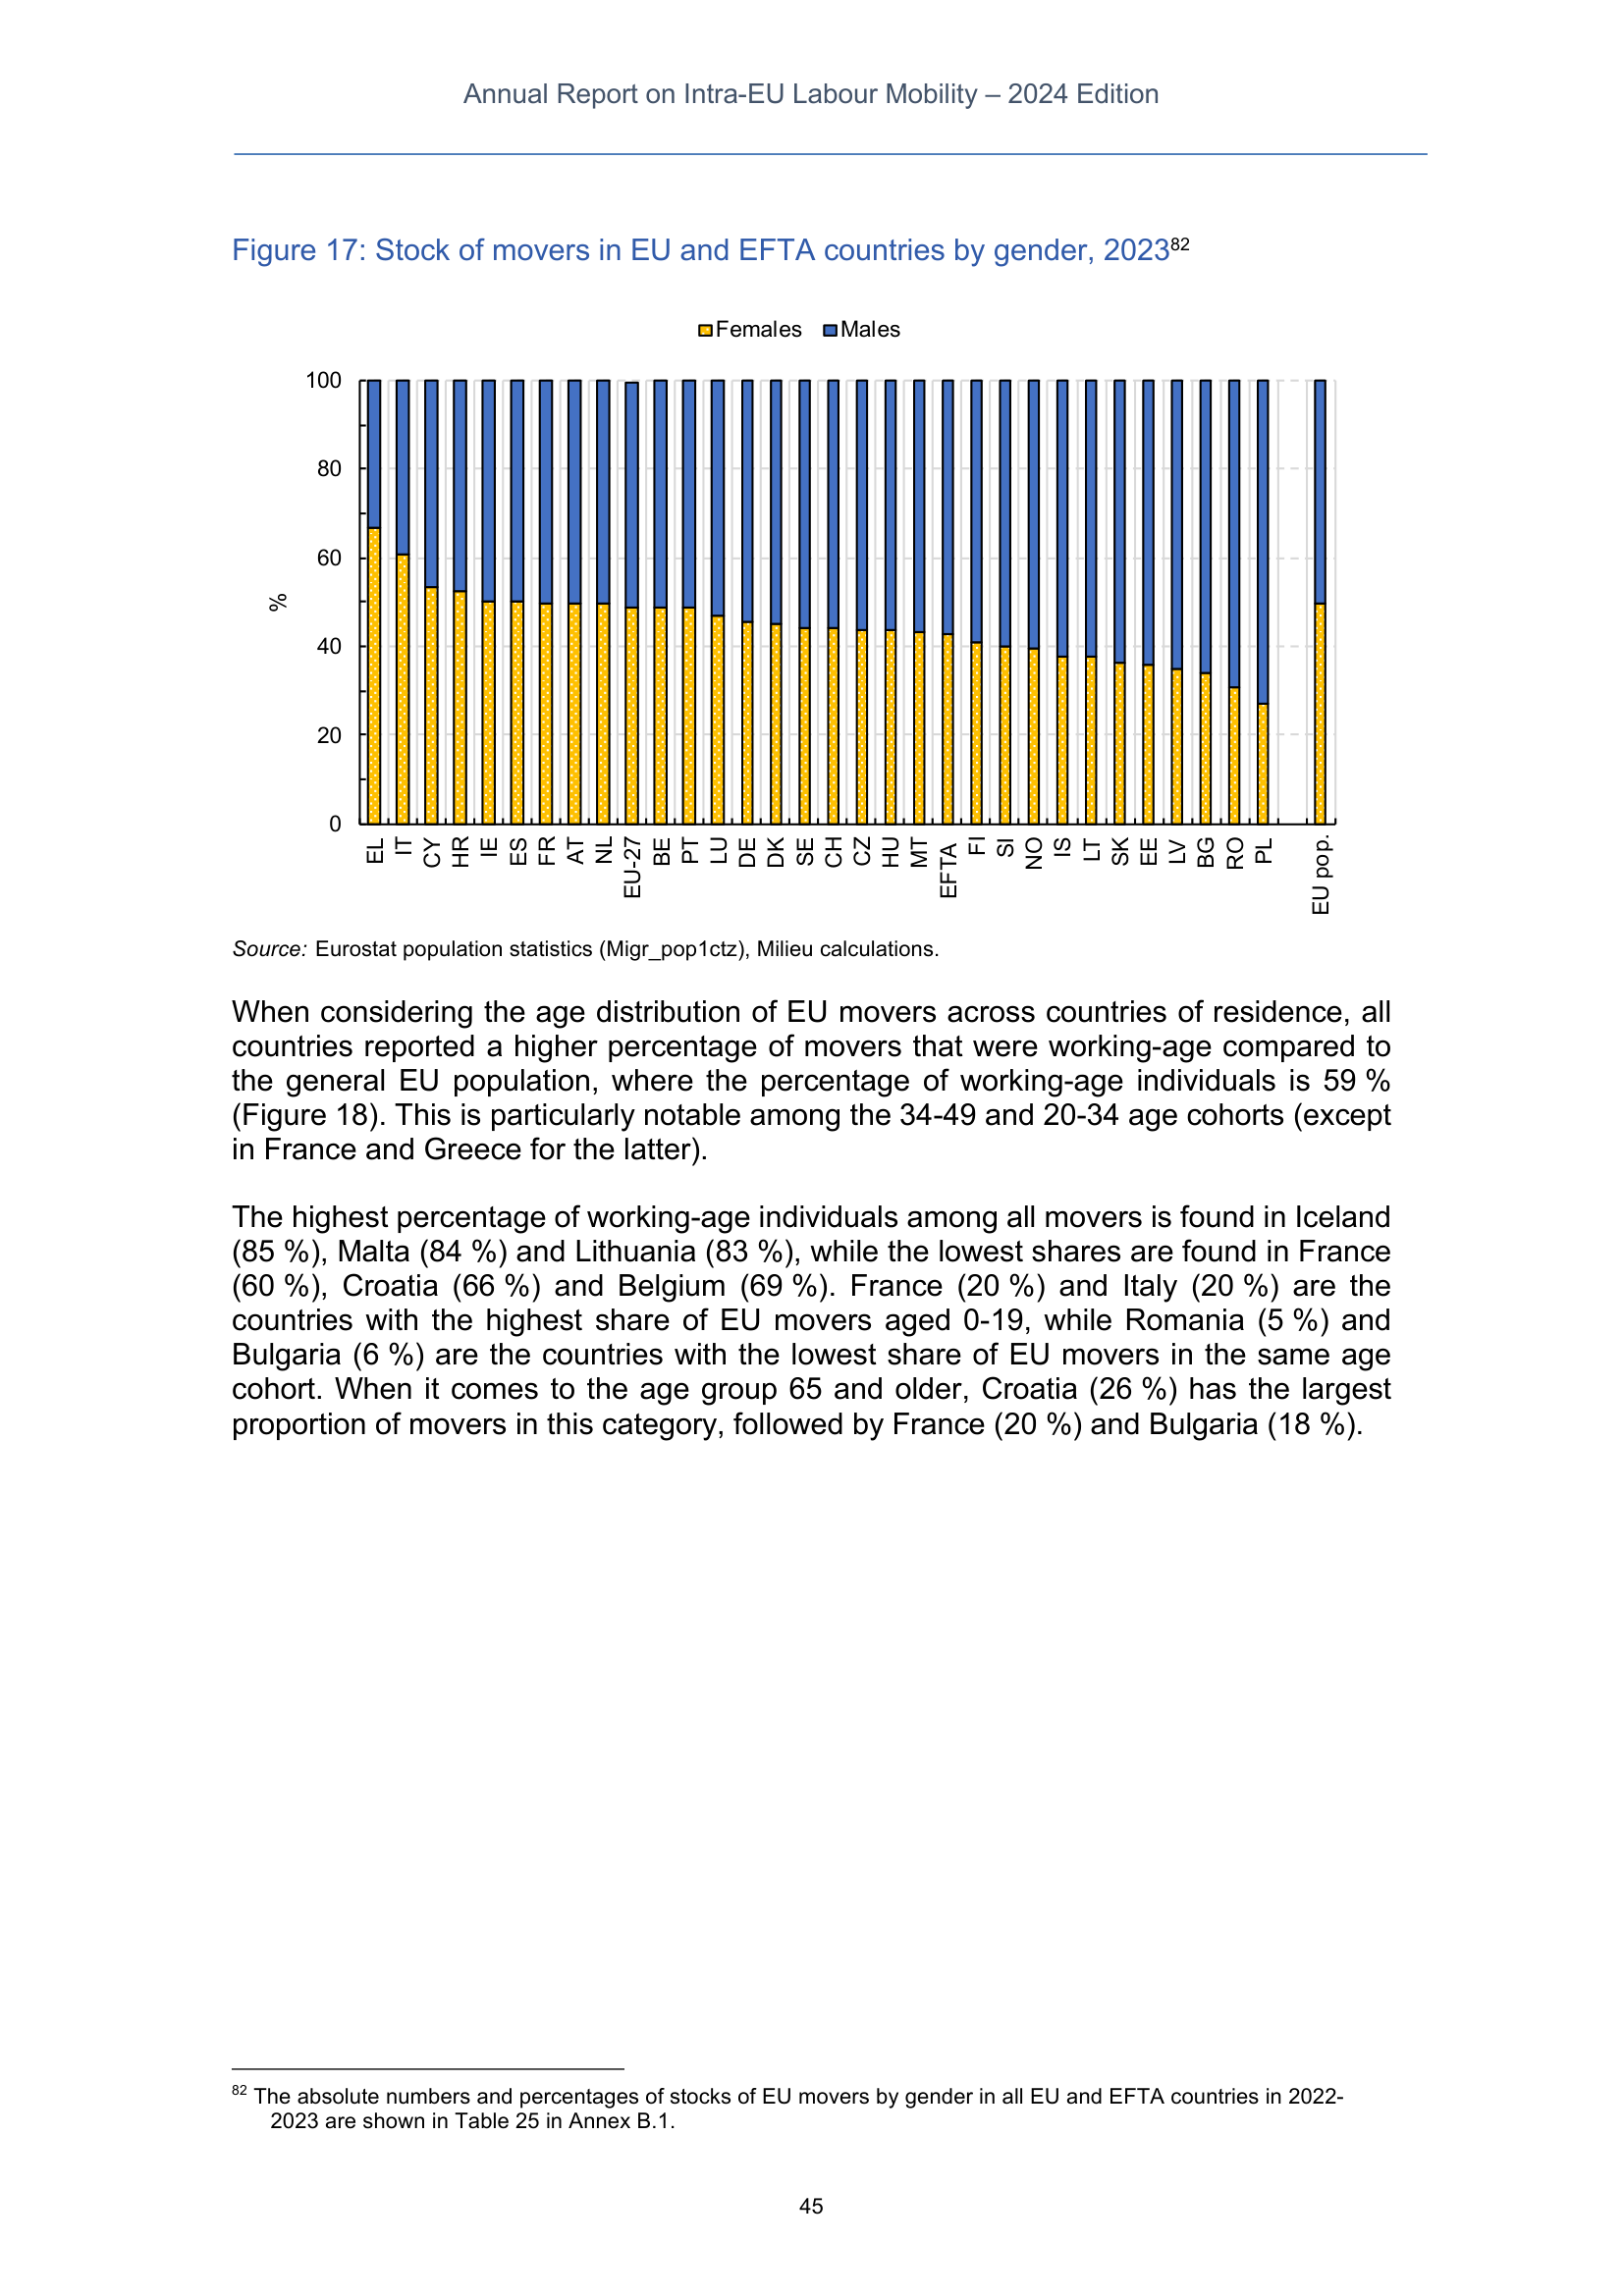 Annual Report on Intra-EU Labour Mobility – 2024 Edition
Figure 17: Stock of movers in EU and EFTA countries by gender, 2023⁸²
Females Males
100
80
60
40
20
0
%
EL IT CY HR IE ES FR AT NL EU-27 BE PT LU DE DK SE CH CZ HU MT EFTA FI SI NO IS LT SK EE LV BG RO PL EU pop.
Source: Eurostat population statistics (Migr_pop1ctz), Milieu calculations.
When considering the age distribution of EU movers across countries of residence, all
countries reported a higher percentage of movers that were working-age compared to
the general EU population, where the percentage of working-age individuals is 59 %
(Figure 18). This is particularly notable among the 34-49 and 20-34 age cohorts (except
in France and Greece for the latter).
The highest percentage of working-age individuals among all movers is found in Iceland
(85 %), Malta (84 %) and Lithuania (83 %), while the lowest shares are found in France
(60 %), Croatia (66 %) and Belgium (69 %). France (20 %) and Italy (20 %) are the
countries with the highest share of EU movers aged 0-19, while Romania (5 %) and
Bulgaria (6 %) are the countries with the lowest share of EU movers in the same age
cohort. When it comes to the age group 65 and older, Croatia (26 %) has the largest
proportion of movers in this category, followed by France (20 %) and Bulgaria (18 %).
⁸² The absolute numbers and percentages of stocks of EU movers by gender in all EU and EFTA countries in 2022-
2023 are shown in Table 25 in Annex B.1.
45